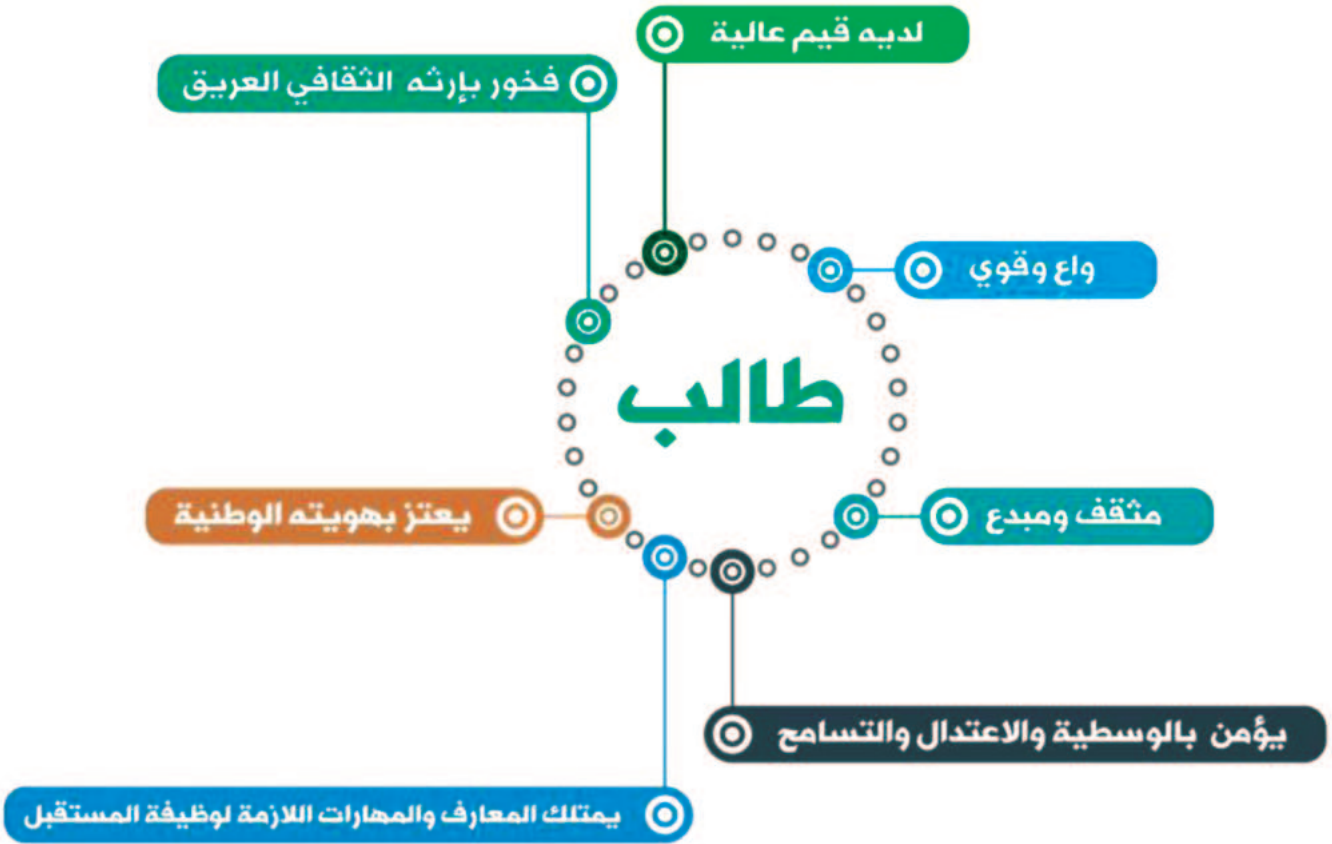 لديه قيم عالية
فخور بإرثه الثقافي العريق
واع وقوي
طالب
مثقف ومبدع
يعتز بهويته الوطنية
يؤمن بالوسطية والاعتدال والتسامح
يمتلك المعارف والمهارات اللازمة لوظيفة المستقبل